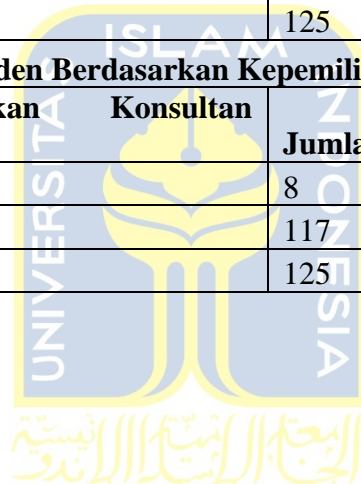 125
den Berdasarkan Kepemili
kan Konsultan
Jumla
8
117
125
ISLAM
UNIVERSITAS
INDONESIA